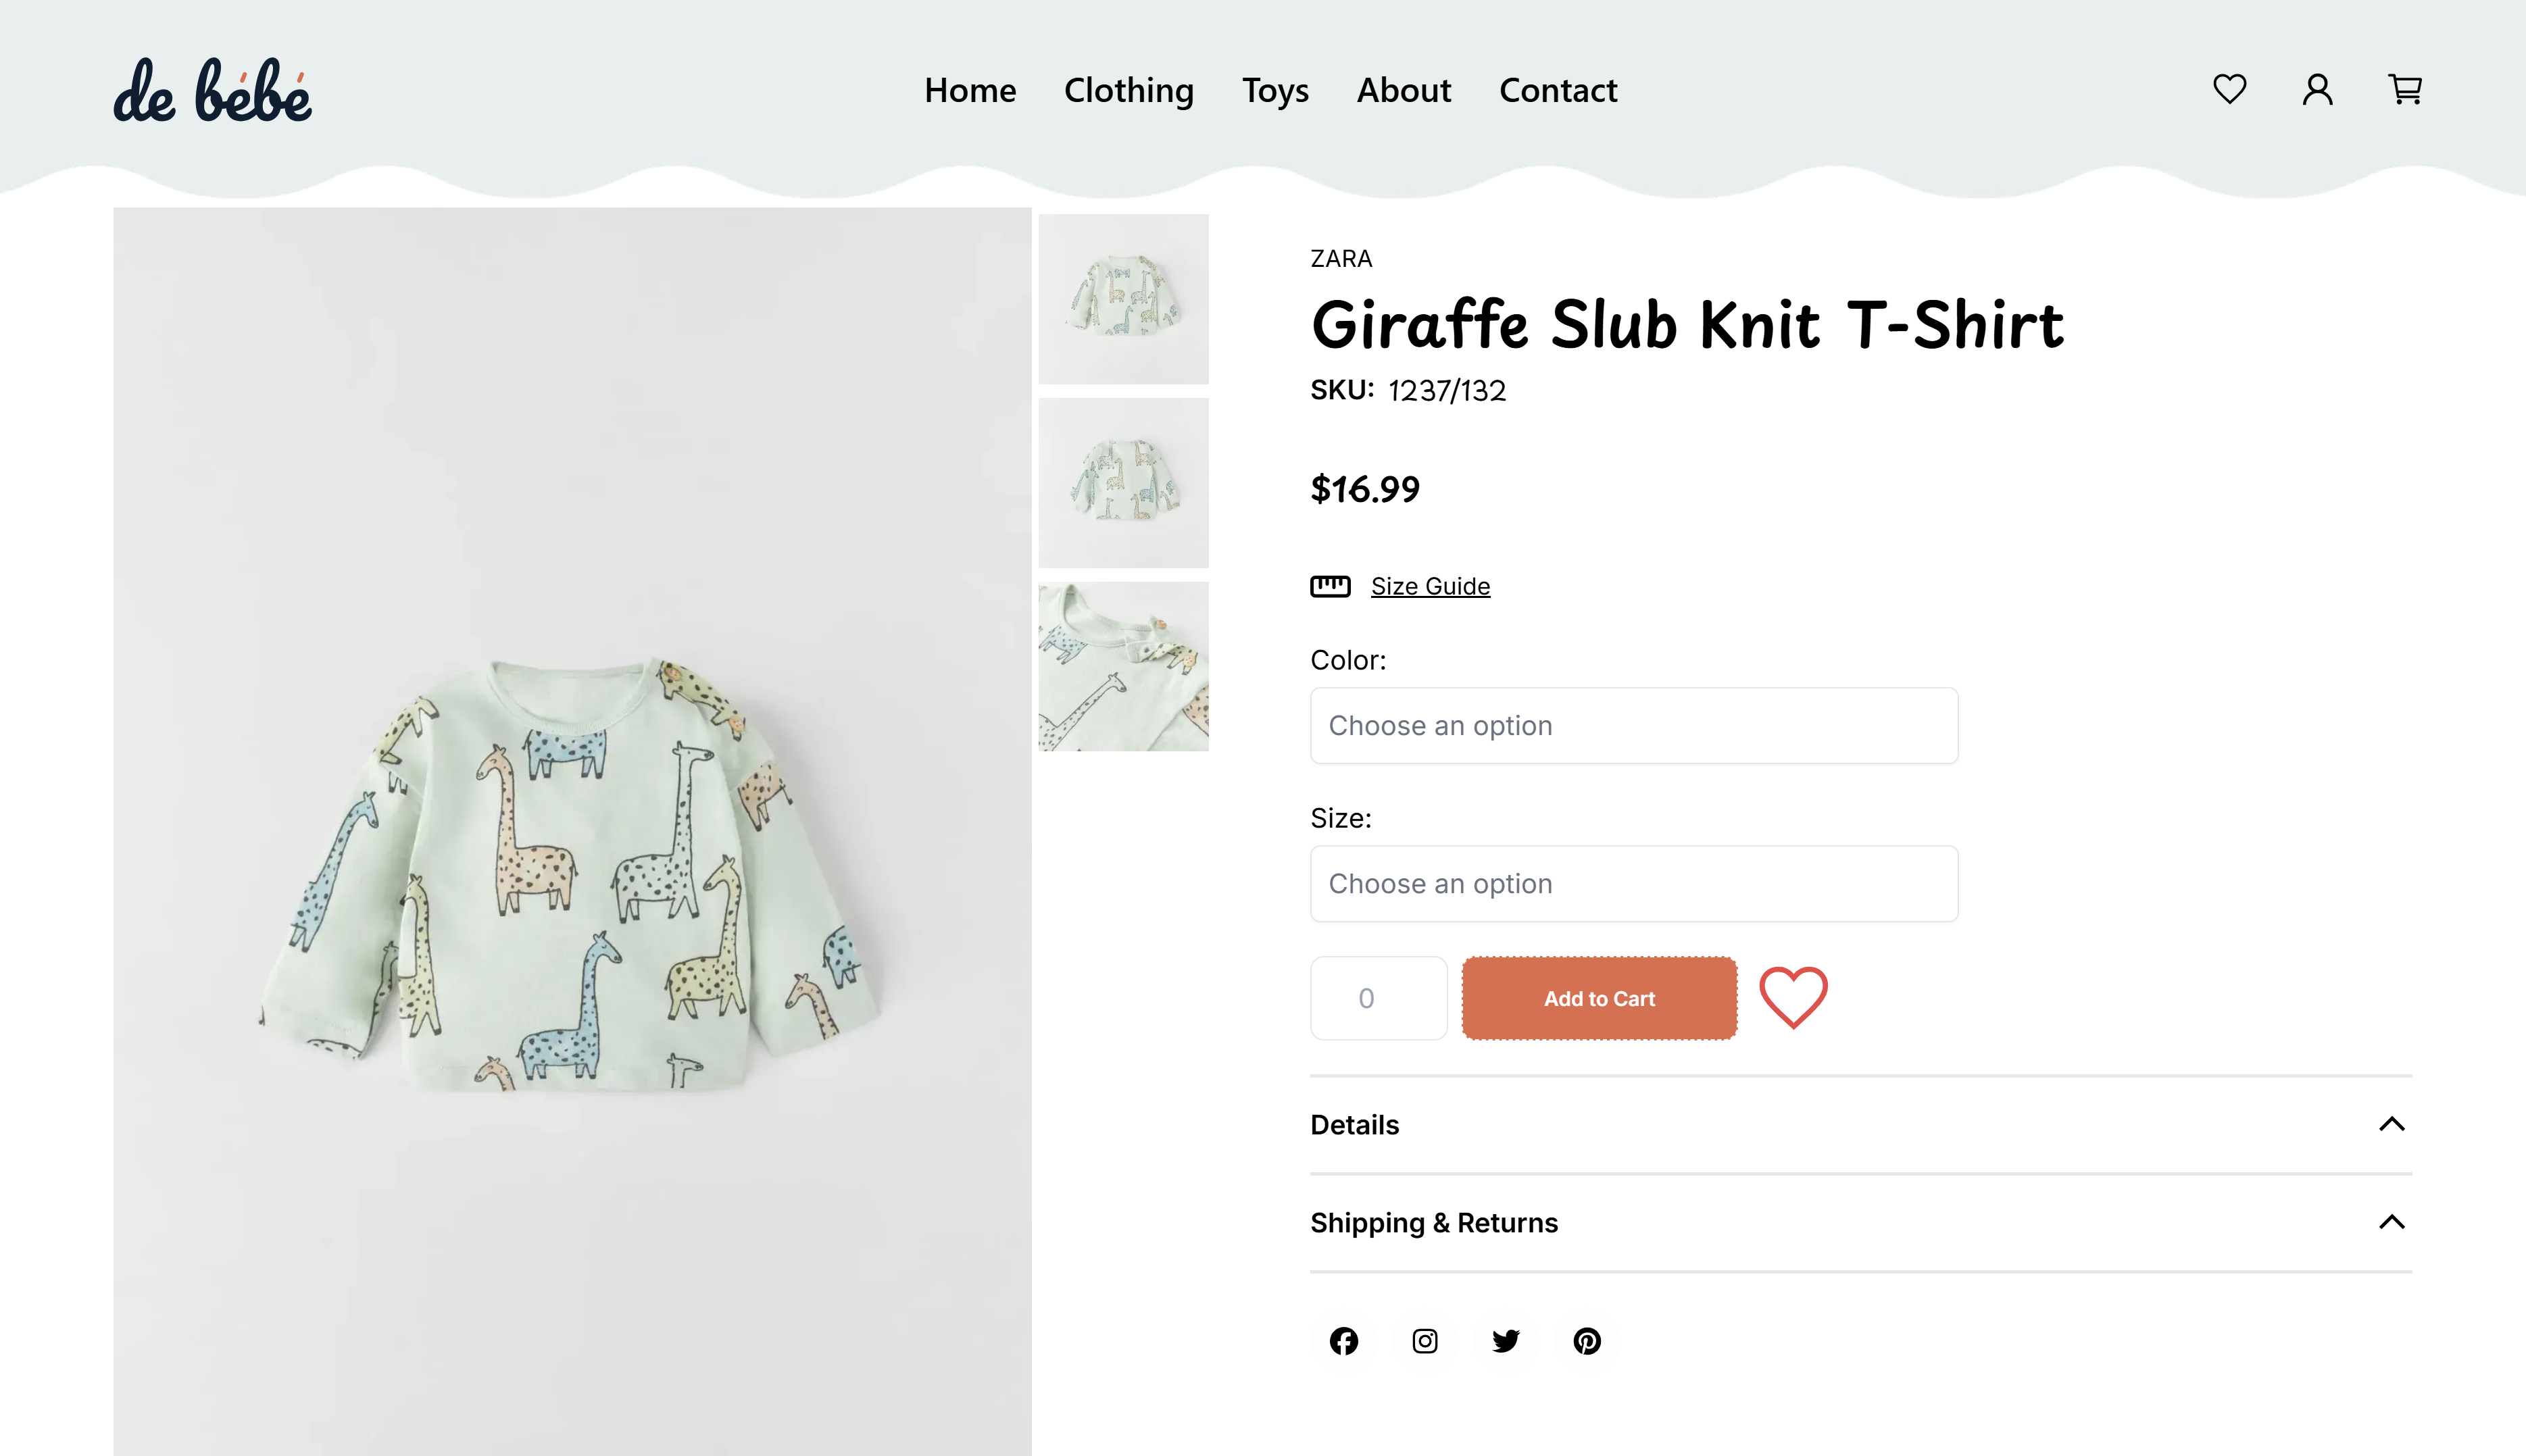 de bébé
Home Clothing Toys About Contact
ZARA
Giraffe Slub Knit T-Shirt
SKU: 1237/132
$16.99
Size Guide
Color:
Choose an option
Size:
Choose an option
0 Add to Cart
Details
Shipping & Returns